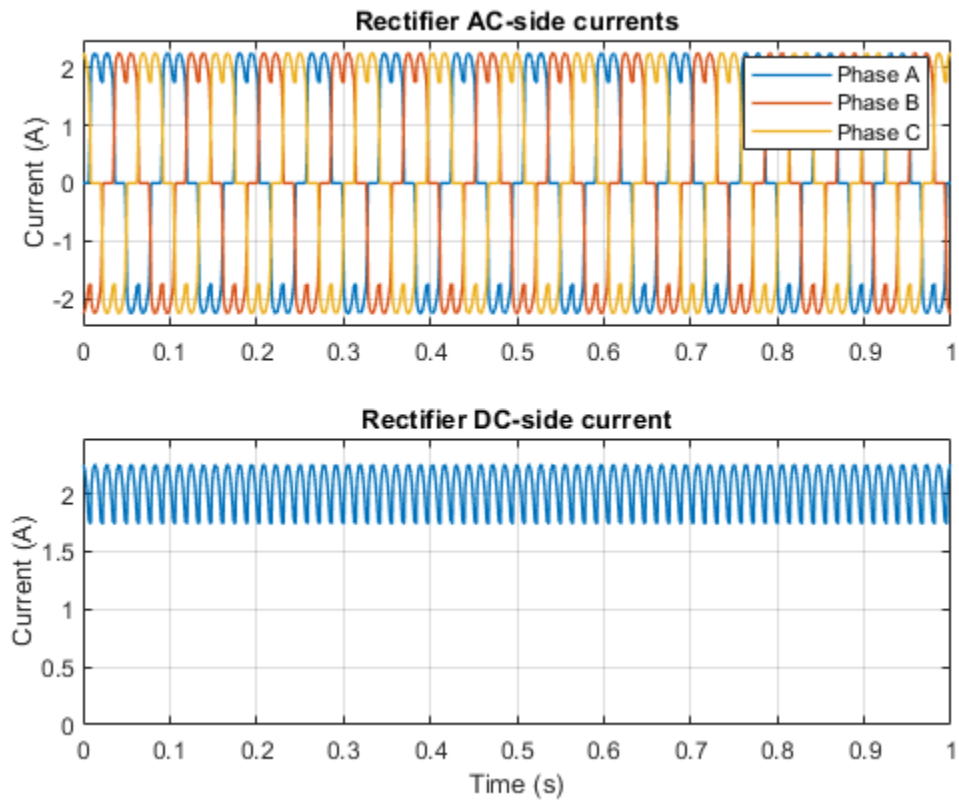 Rectifier AC-side currents
2
1
0
-1
-2
Current (A)
Phase A
Phase B
Phase C
0 0.1 0.2 0.3 0.4 0.5 0.6 0.7 0.8 0.9 1
Rectifier DC-side current
2
1.5
1
0.5
0
Current (A)
0 0.1 0.2 0.3 0.4 0.5 0.6 0.7 0.8 0.9 1
Time (s)